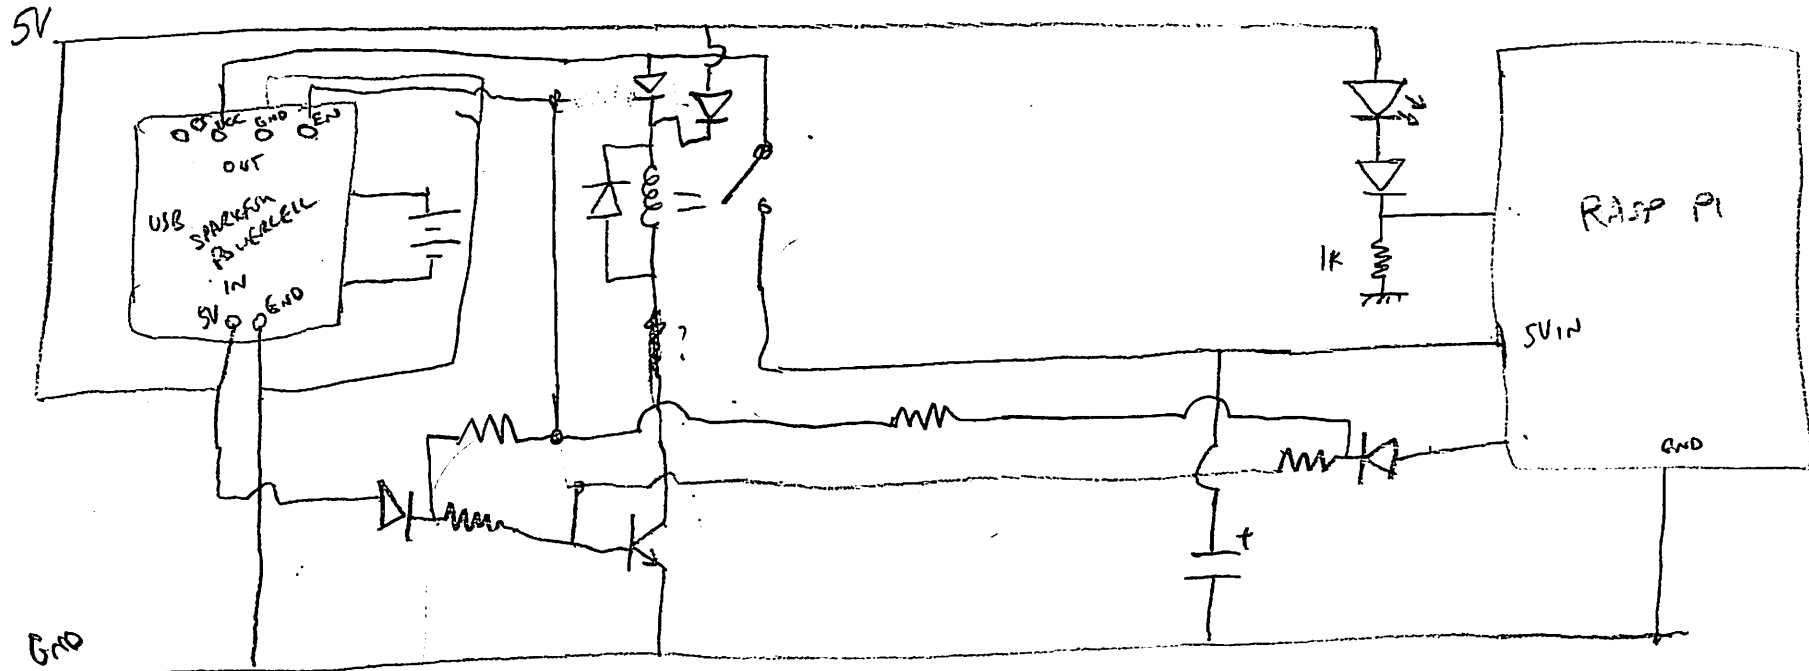 5V
VCC GND EN
OUT
USB SPARKFUN
POWERCELL
IN
5V GND
?
1K
RASP PI
5VIN
GND
+
GND